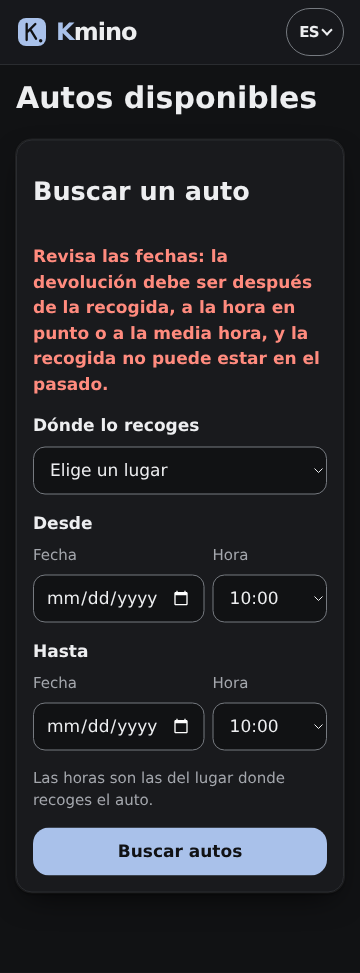 K. Kmino
ES
Autos disponibles
Buscar un auto
Revisa las fechas: la
devolución debe ser después
de la recogida, a la hora en
punto o a la media hora, y la
recogida no puede estar en el
pasado.
Dónde lo recoges
Elige un lugar
Desde
Fecha Hora
mm/dd/yyyy 10:00
Hasta
Fecha Hora
mm/dd/yyyy 10:00
Las horas son las del lugar donde
recoges el auto.
Buscar autos